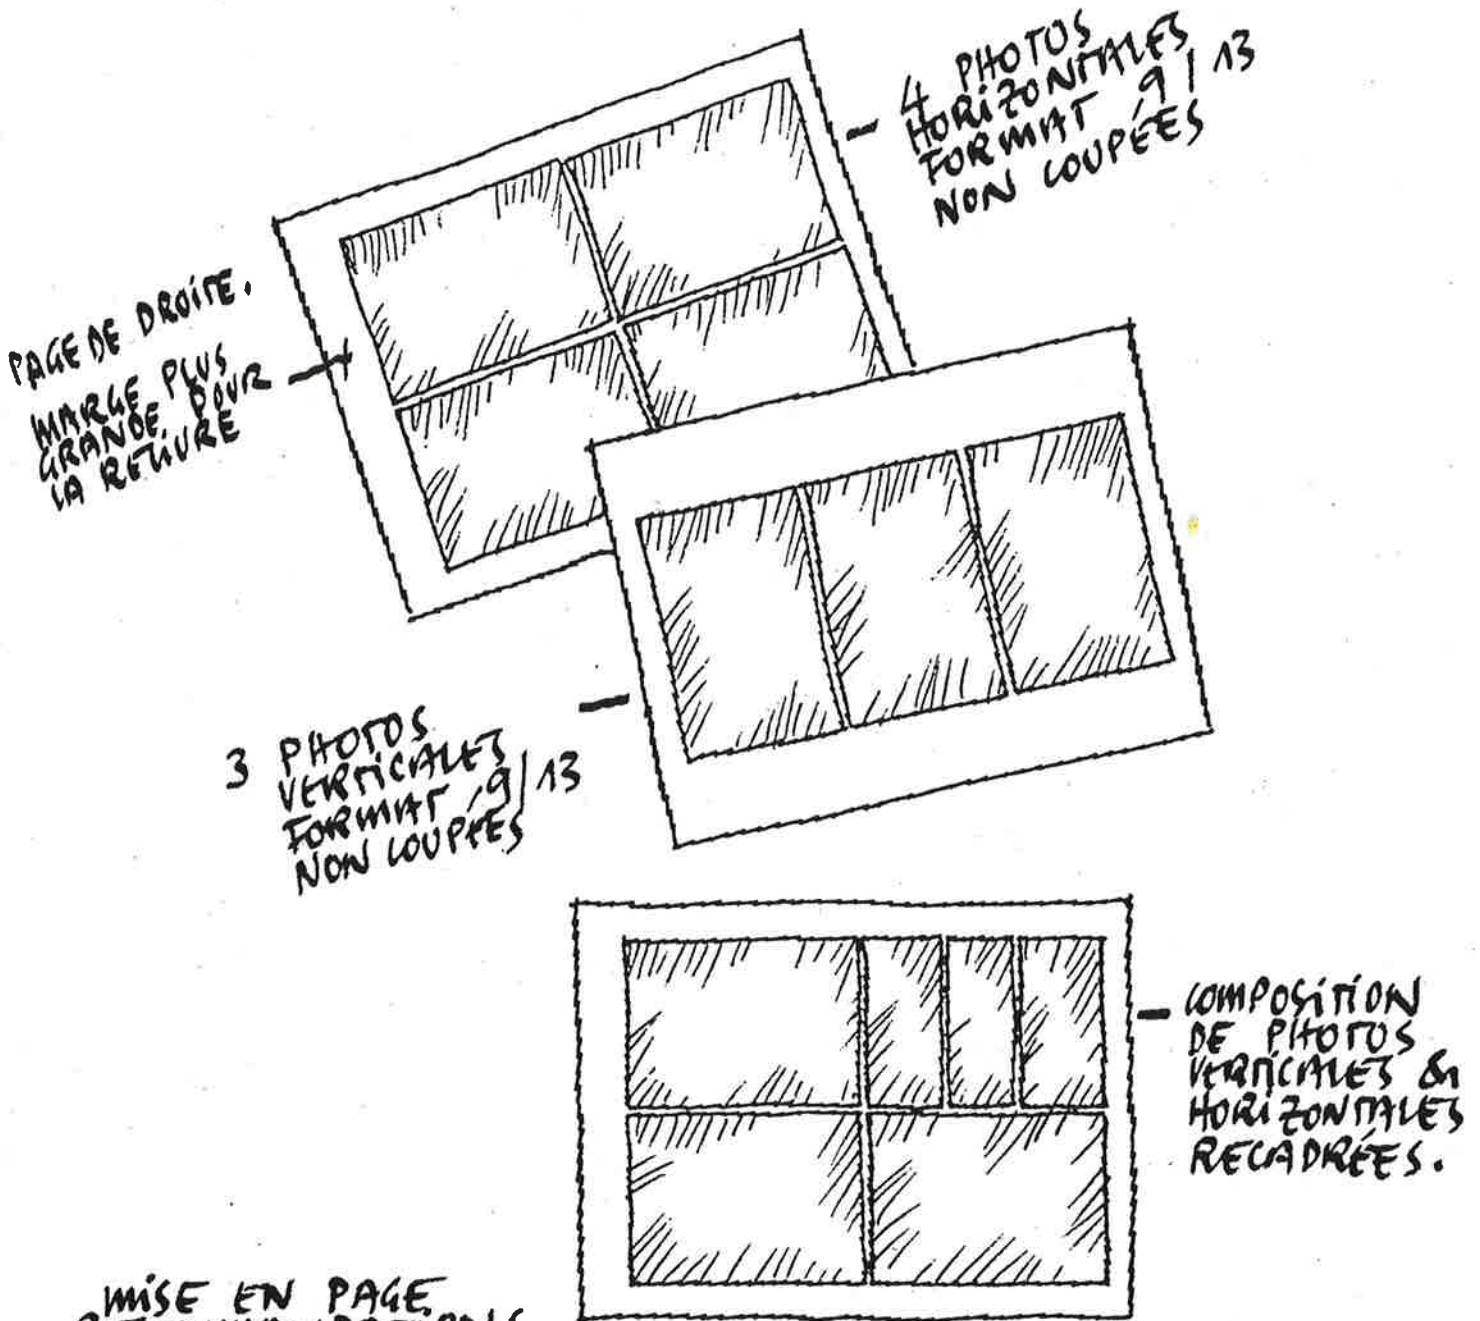 4 PHOTOS
HORIZONTALES
FORMAT 9/13
NON COUPÉES
PAGE DE DROITE.
MARGE PLUS
GRANDE POUR
LA RELIURE
3 PHOTOS
VERTICALES
FORMAT 9/13
NON COUPÉES
COMPOSITION
DE PHOTOS
VERTICALES &
HORIZONTALES
RECADRÉES.
MISE EN PAGE